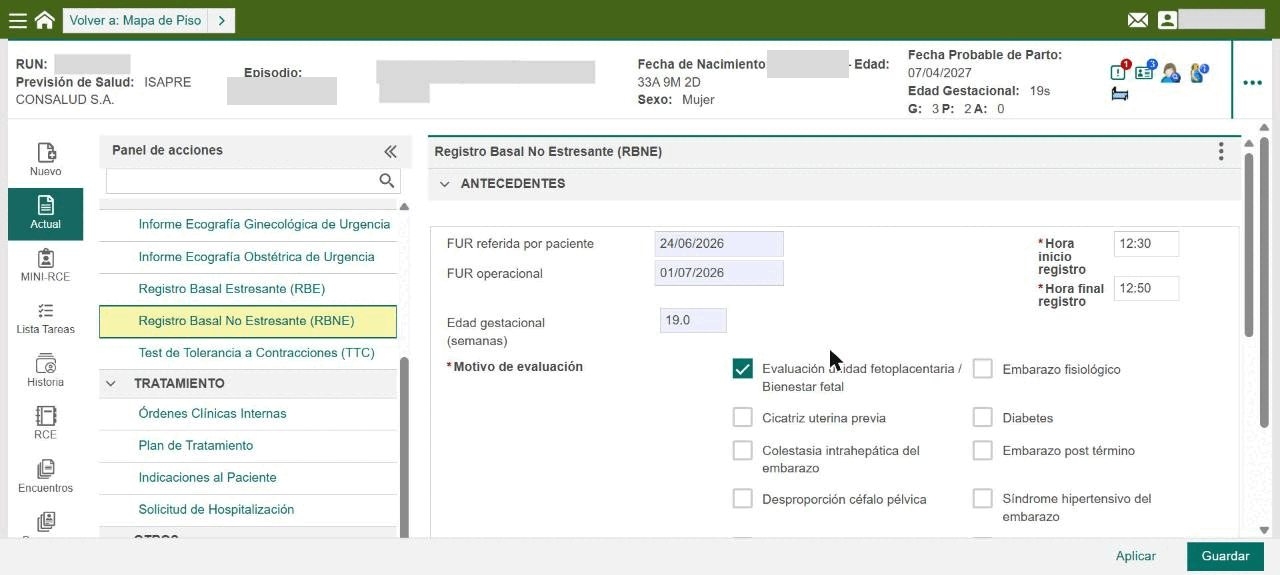 Volver a: Mapa de Piso
RUN:
Previsión de Salud: ISAPRE
CONSALUD S.A.
Episodio:
Fecha de Nacimiento - Edad:
33A 9M 2D
Sexo: Mujer
Fecha Probable de Parto:
07/04/2027
Edad Gestacional: 19s
G: 3 P: 2 A: 0
1
3
Nuevo
Actual
MINI-RCE
Lista Tareas
Historia
RCE
Encuentros
Panel de acciones
Informe Ecografía Ginecológica de Urgencia
Informe Ecografía Obstétrica de Urgencia
Registro Basal Estresante (RBE)
Registro Basal No Estresante (RBNE)
Test de Tolerancia a Contracciones (TTC)
TRATAMIENTO
Órdenes Clínicas Internas
Plan de Tratamiento
Indicaciones al Paciente
Solicitud de Hospitalización
OTROS
Registro Basal No Estresante (RBNE)
ANTECEDENTES
FUR referida por paciente 24/06/2026
FUR operacional 01/07/2026
*Hora inicio registro 12:30
*Hora final registro 12:50
Edad gestacional (semanas) 19.0
*Motivo de evaluación
Evaluación unidad fetoplacentaria / Bienestar fetal
Embarazo fisiológico
Cicatriz uterina previa
Diabetes
Colestasia intrahepática del embarazo
Embarazo post término
Desproporción céfalo pélvica
Síndrome hipertensivo del embarazo
Aplicar
Guardar